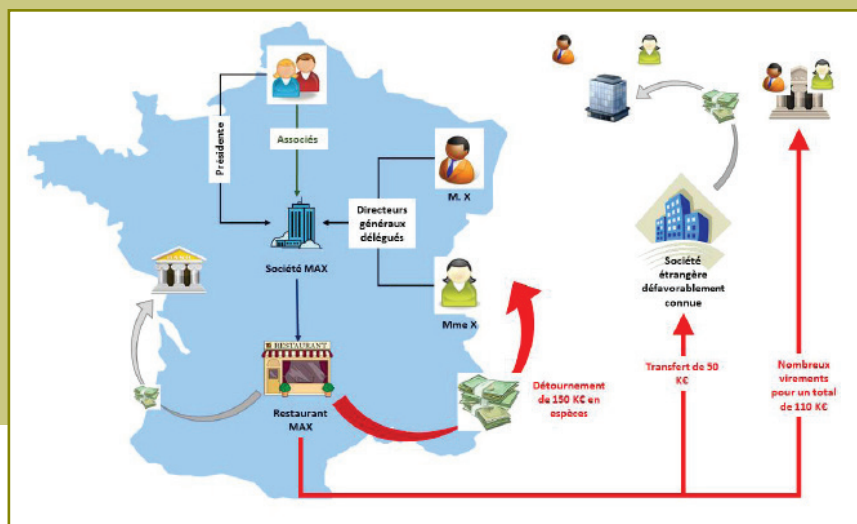 Présidente
Associés
M. X
Directeurs
généraux
délégués
Société MAX
Mme X
RESTAURANT
Restaurant
MAX
Détournement
de 150 K€ en
espèces
Société
étrangère
défavorablement
connue
Transfert de 50
K€
Nombreux
virements
pour un total
de 110 K€